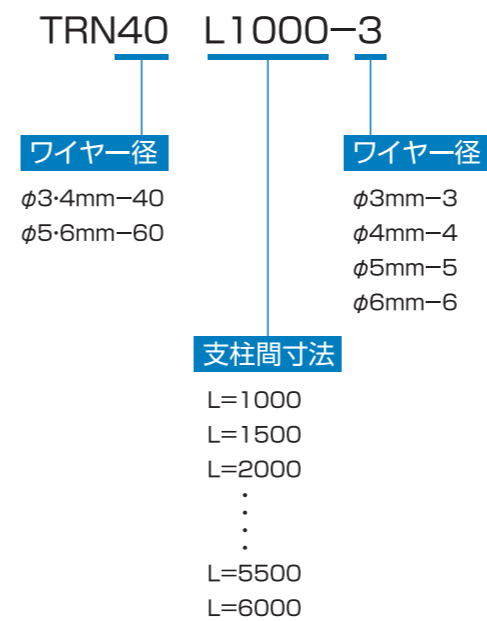 TRN40 L1000−3
ワイヤー径
φ3・4mm−40
φ5・6mm−60
ワイヤー径
φ3mm−3
φ4mm−4
φ5mm−5
φ6mm−6
支柱間寸法
L=1000
L=1500
L=2000
・
・
・
・
L=5500
L=6000